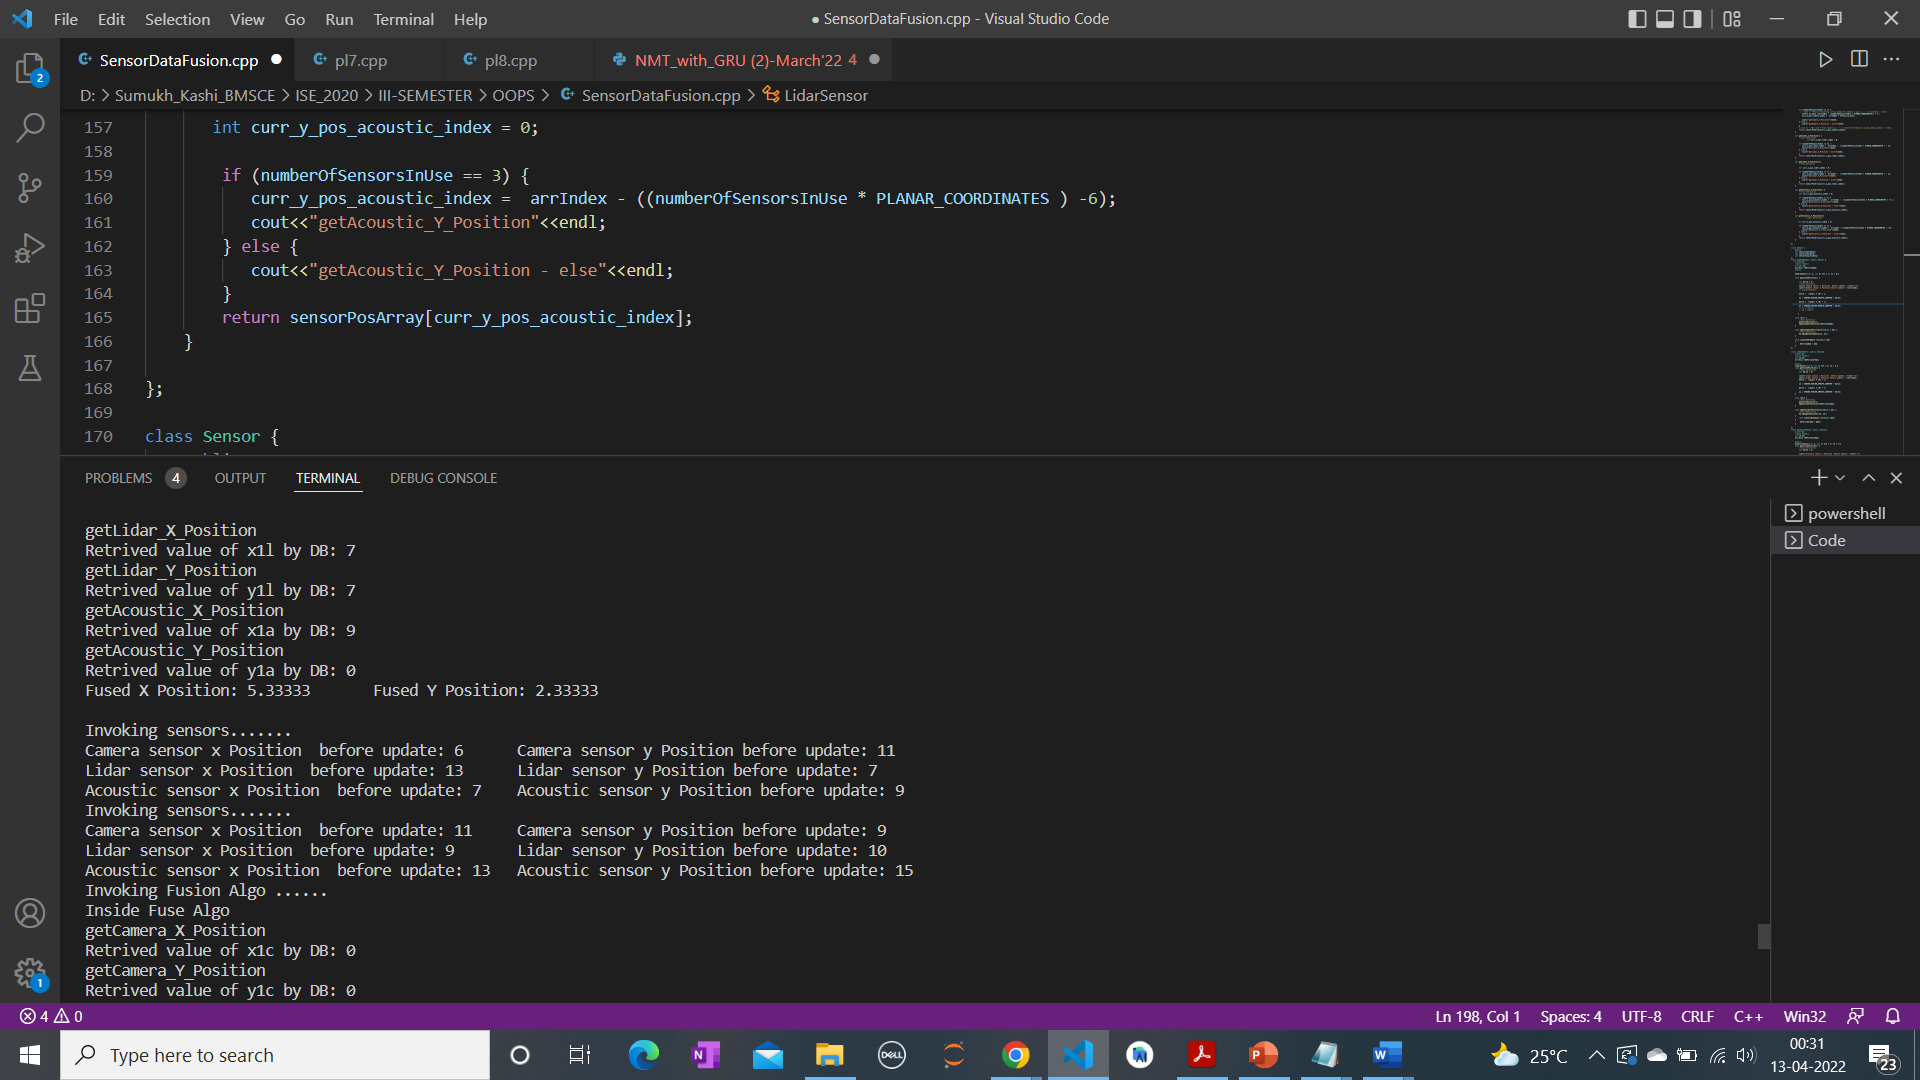 File Edit Selection View Go Run Terminal Help
● SensorDataFusion.cpp - Visual Studio Code
SensorDataFusion.cpp ●
pl7.cpp
pl8.cpp
NMT_with_GRU (2)-March'22 4 ●
D: > Sumukh_Kashi_BMSCE > ISE_2020 > III-SEMESTER > OOPS > SensorDataFusion.cpp > LidarSensor
157 int curr_y_pos_acoustic_index = 0;
158
159 if (numberOfSensorsInUse == 3) {
160 curr_y_pos_acoustic_index =  arrIndex - ((numberOfSensorsInUse * PLANAR_COORDINATES ) -6);
161 cout<<"getAcoustic_Y_Position"<<endl;
162 } else {
163 cout<<"getAcoustic_Y_Position - else"<<endl;
164 }
165 return sensorPosArray[curr_y_pos_acoustic_index];
166 }
167
168 };
169
170 class Sensor {
PROBLEMS 4 OUTPUT TERMINAL DEBUG CONSOLE
powershell
Code
getLidar_X_Position
Retrived value of x1l by DB: 7
getLidar_Y_Position
Retrived value of y1l by DB: 7
getAcoustic_X_Position
Retrived value of x1a by DB: 9
getAcoustic_Y_Position
Retrived value of y1a by DB: 0
Fused X Position: 5.33333       Fused Y Position: 2.33333
Invoking sensors.......
Camera sensor x Position  before update: 6      Camera sensor y Position before update: 11
Lidar sensor x Position  before update: 13      Lidar sensor y Position before update: 7
Acoustic sensor x Position  before update: 7    Acoustic sensor y Position before update: 9
Invoking sensors.......
Camera sensor x Position  before update: 11     Camera sensor y Position before update: 9
Lidar sensor x Position  before update: 9       Lidar sensor y Position before update: 10
Acoustic sensor x Position  before update: 13   Acoustic sensor y Position before update: 15
Invoking Fusion Algo ......
Inside Fuse Algo
getCamera_X_Position
Retrived value of x1c by DB: 0
getCamera_Y_Position
Retrived value of y1c by DB: 0
2
1
4 0
Ln 198, Col 1 Spaces: 4 UTF-8 CRLF C++ Win32
Type here to search
DELL
25°C
00:31
13-04-2022
23